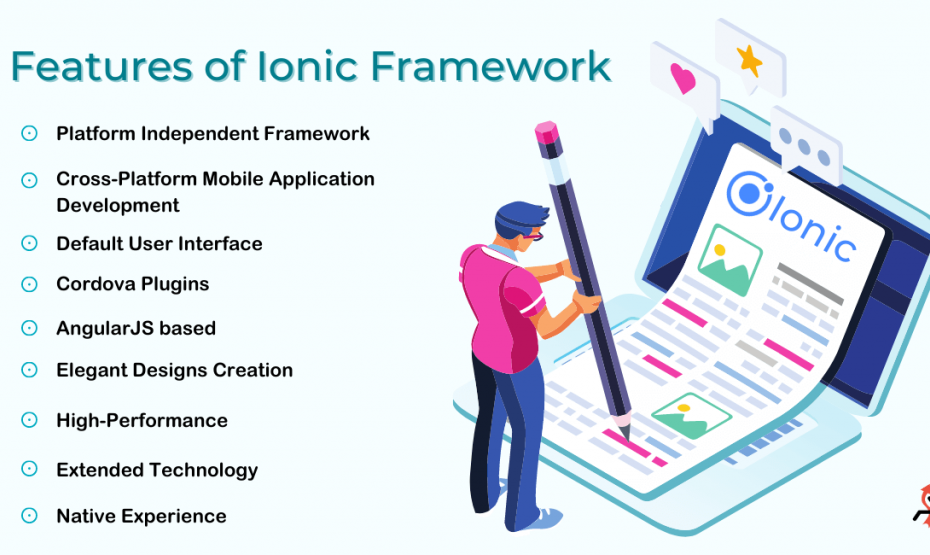 Features of Ionic Framework
Platform Independent Framework
Cross-Platform Mobile Application
Development
Default User Interface
Cordova Plugins
AngularJS based
Elegant Designs Creation
High-Performance
Extended Technology
Native Experience
Ionic